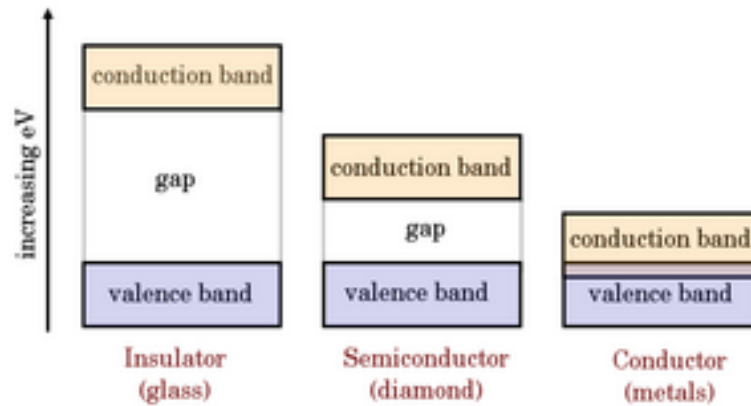 increasing eV
conduction band
gap
valence band
Insulator
(glass)
conduction band
gap
valence band
Semiconductor
(diamond)
conduction band
valence band
Conductor
(metals)